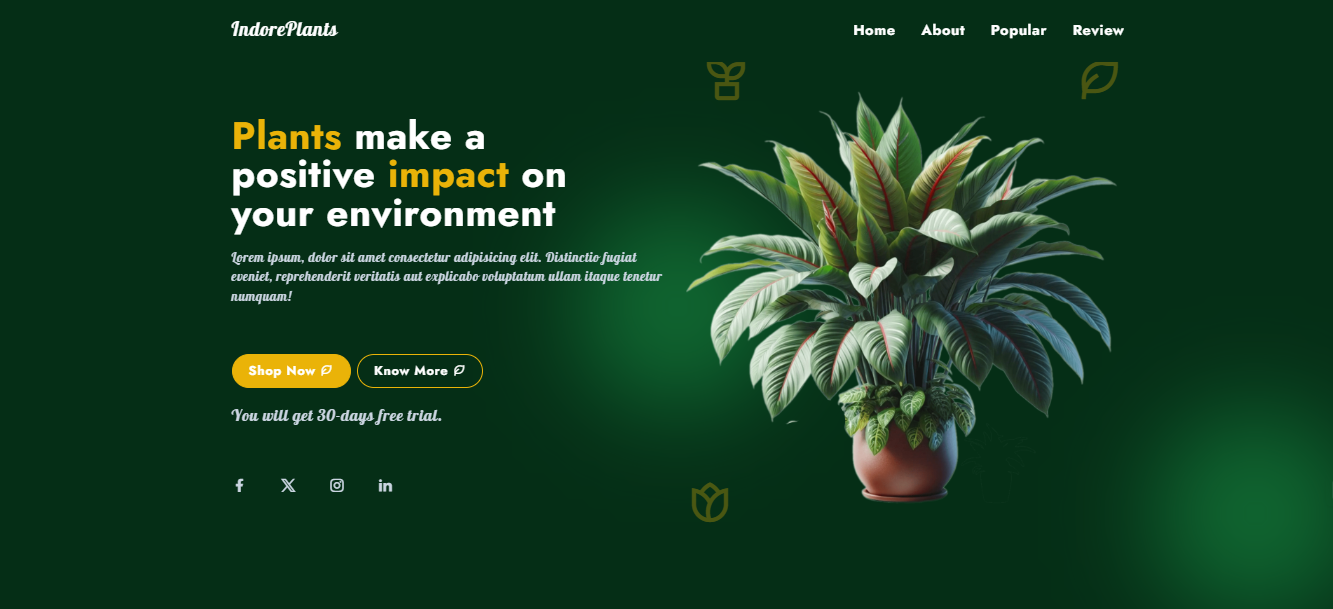 IndorePlants
Home About Popular Review
Plants make a
positive impact on
your environment
Lorem ipsum, dolor sit amet consectetur adipisicing elit. Distinctio fugiat
eveniet, reprehenderit veritatis aut explicabo voluptatum ullam itaque tenetur
numquam!
Shop Now Know More
You will get 30-days free trial.